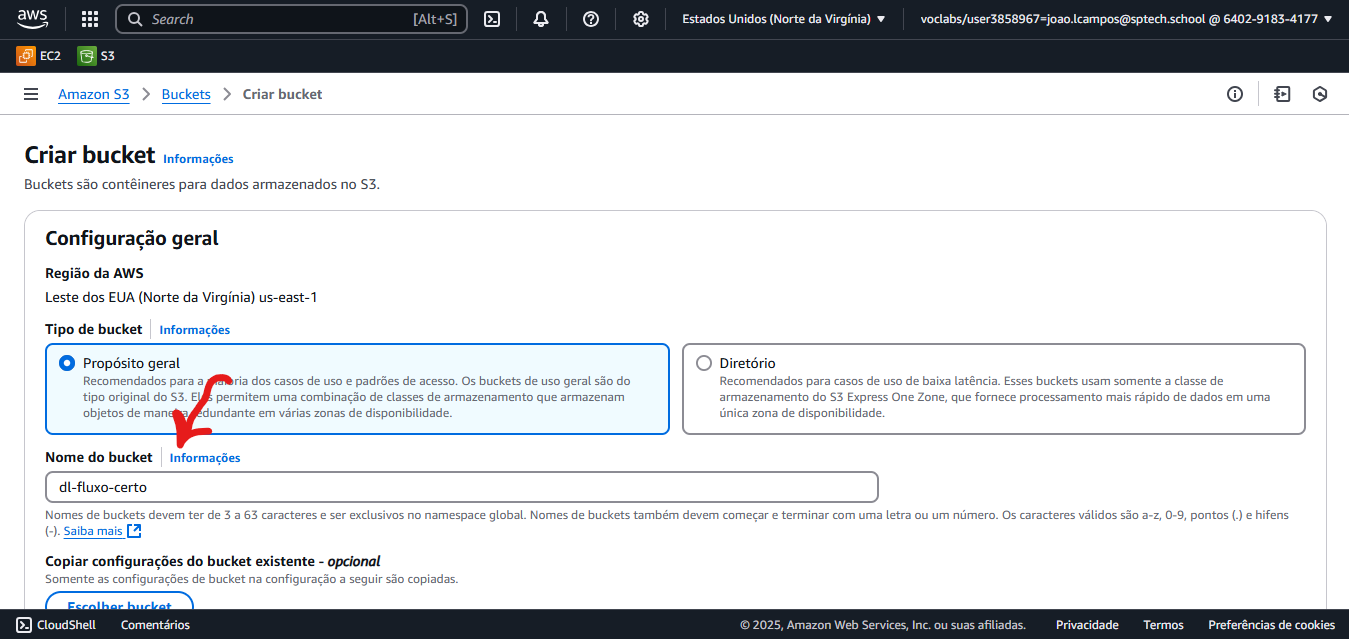 aws
Search [Alt+S]
Estados Unidos (Norte da Virgínia) ▼
voclabs/user3858967=joao.lcampos@sptech.school @ 6402-9183-4177 ▼
EC2 S3
Amazon S3 > Buckets > Criar bucket
Criar bucket Informações
Buckets são contêineres para dados armazenados no S3.
Configuração geral
Região da AWS
Leste dos EUA (Norte da Virgínia) us-east-1
Tipo de bucket Informações
Propósito geral
Recomendados para a maioria dos casos de uso e padrões de acesso. Os buckets de uso geral são do
tipo original do S3. Eles permitem uma combinação de classes de armazenamento que armazenam
objetos de maneira redundante em várias zonas de disponibilidade.
Diretório
Recomendados para casos de uso de baixa latência. Esses buckets usam somente a classe de
armazenamento do S3 Express One Zone, que fornece processamento mais rápido de dados em uma
única zona de disponibilidade.
Nome do bucket Informações
dl-fluxo-certo
Nomes de buckets devem ter de 3 a 63 caracteres e ser exclusivos no namespace global. Nomes de buckets também devem começar e terminar com uma letra ou um número. Os caracteres válidos são a-z, 0-9, pontos (.) e hifens
(-). Saiba mais
Copiar configurações do bucket existente - opcional
Somente as configurações de bucket na configuração a seguir são copiadas.
Escolher bucket
CloudShell Comentários
© 2025, Amazon Web Services, Inc. ou suas afiliadas. Privacidade Termos Preferências de cookies